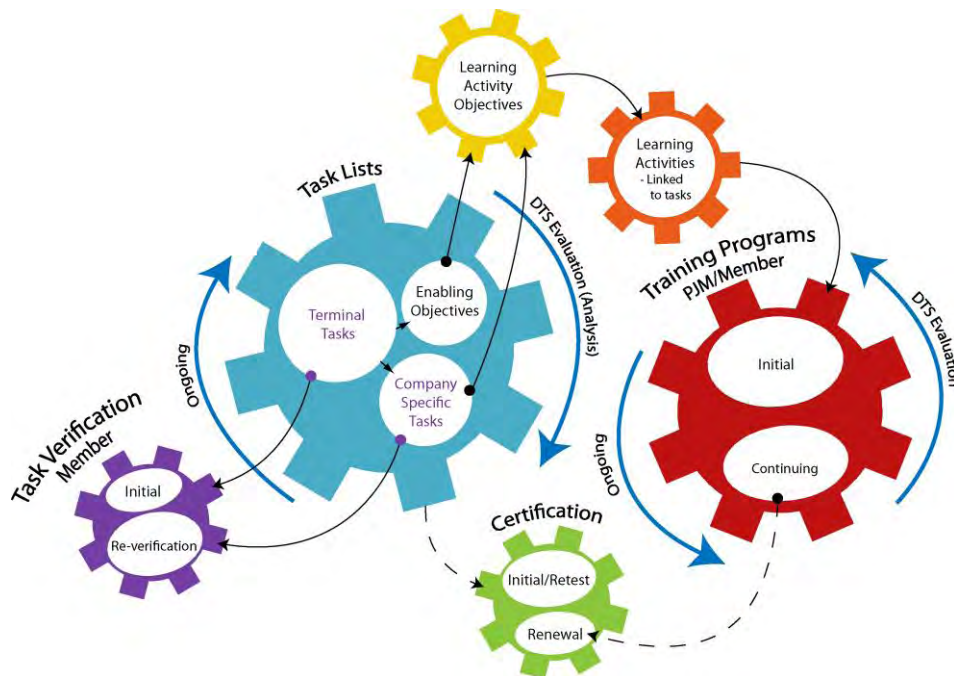 Learning
Activity
Objectives
Learning
Activities
- Linked
to tasks
Task Lists
DTS Evaluation (Analysis)
Ongoing
Terminal
Tasks
Enabling
Objectives
Company
Specific
Tasks
Training Programs
PJM/Member
DTS Evaluation
Ongoing
Initial
Continuing
Task Verification
Member
Initial
Re-verification
Certification
Initial/Retest
Renewal